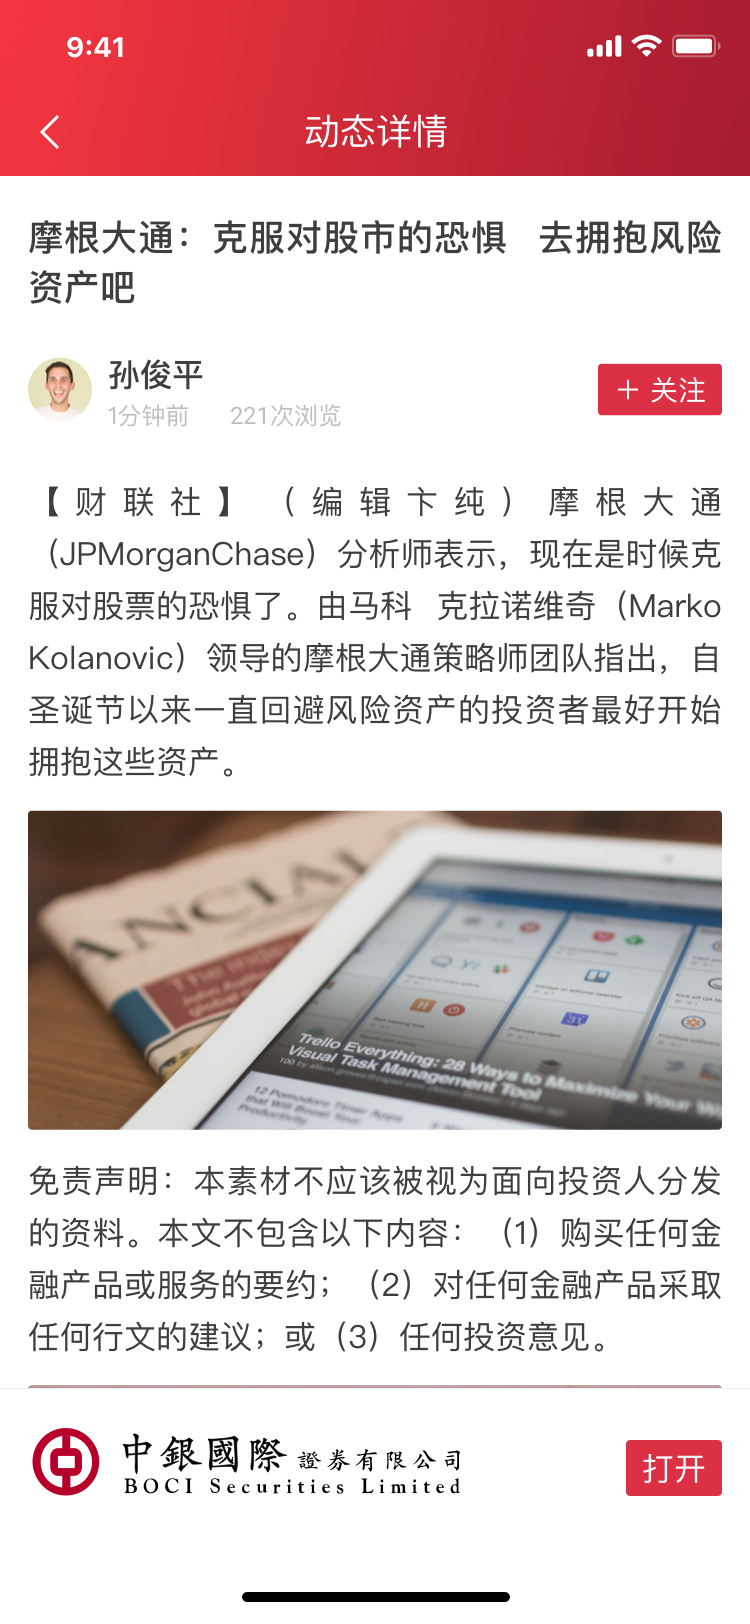 9:41
动态详情
摩根大通：克服对股市的恐惧 去拥抱风险
资产吧
孙俊平
1分钟前 221次浏览
+ 关注
【财联社】（编辑卞纯）摩根大通
（JPMorganChase）分析师表示，现在是时候克
服对股票的恐惧了。由马科 克拉诺维奇（Marko
Kolanovic）领导的摩根大通策略师团队指出，自
圣诞节以来一直回避风险资产的投资者最好开始
拥抱这些资产。
ANCIAL
Trello Everything: 28 Ways to Maximize Your
Visual Task Management Tool
12 Pomodoro Timer Apps
that Will Boost Your
Productivity
免责声明：本素材不应该被视为面向投资人分发
的资料。本文不包含以下内容：（1）购买任何金
融产品或服务的要约；（2）对任何金融产品采取
任何行文的建议；或（3）任何投资意见。
中銀國際 證券有限公司
BOCI Securities Limited
打开